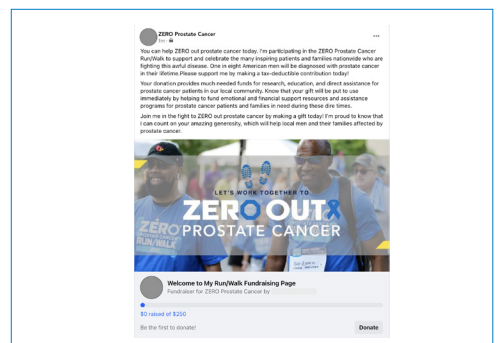 ZERO Prostate Cancer
1m ·
You can help ZERO out prostate cancer today. I'm participating in the ZERO Prostate Cancer
Run/Walk to support and celebrate the many inspiring patients and families nationwide who are
fighting this awful disease. One in eight American men will be diagnosed with prostate cancer
in their lifetime.Please support me by making a tax-deductible contribution today!
Your donation provides much needed funds for research, education, and direct assistance for
prostate cancer patients in our local community. Know that your gift will be put to use
immediately by helping to fund emotional and financial support resources and assistance
programs for prostate cancer patients and families in need during these dire times.
Join me in the fight to ZERO out prostate cancer by making a gift today! I'm proud to know that
I can count on your amazing generosity, which will help local men and their families affected by
prostate cancer.
LET'S WORK TOGETHER TO
ZERO OUT
PROSTATE CANCER
ZERO
PROSTATE CANCER
RUN/WALK
Welcome to My Run/Walk Fundraising Page
Fundraiser for ZERO Prostate Cancer by
$0 raised of $250
Be the first to donate!
Donate